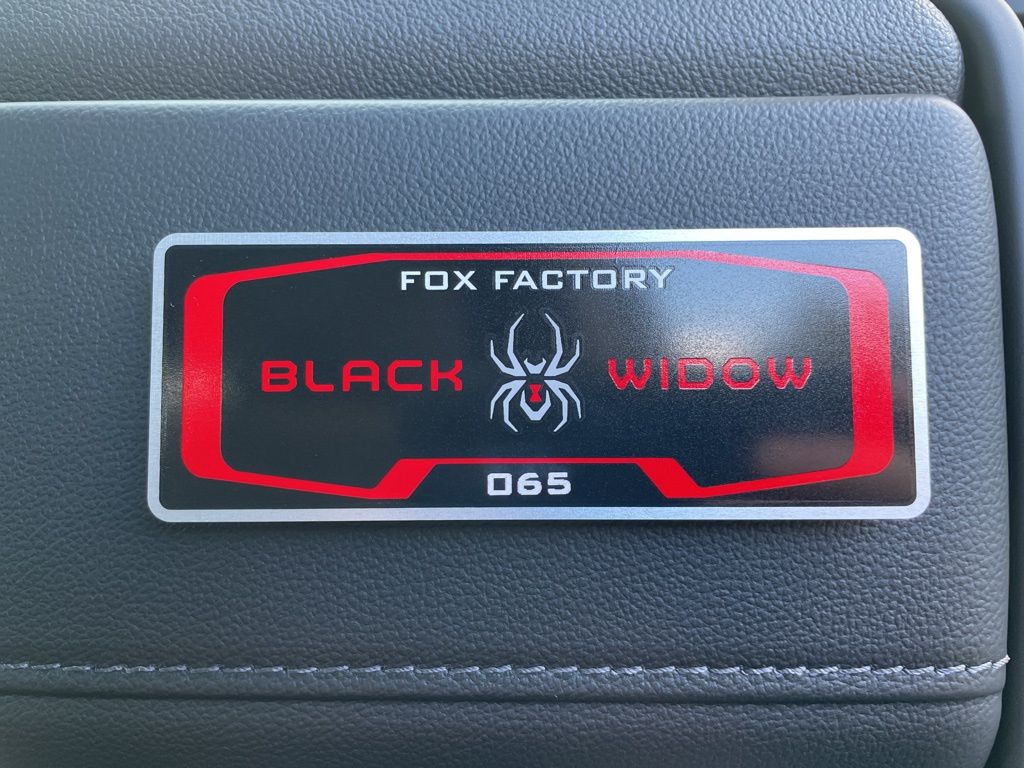 FOX FACTORY
BLACK WIDOW
065